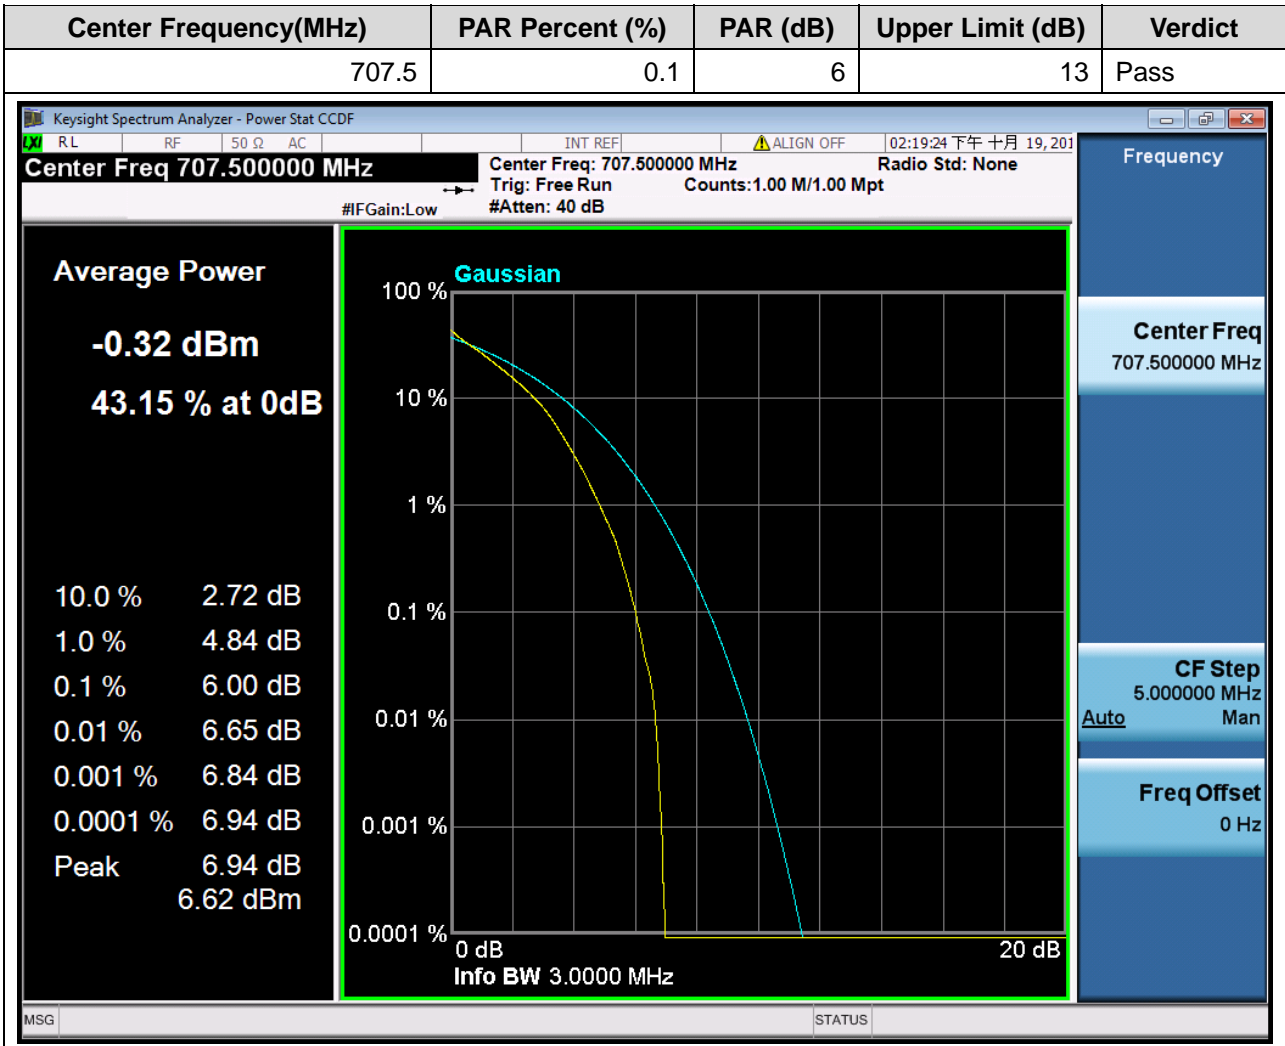 Center Frequency(MHz) PAR Percent (%) PAR (dB) Upper Limit (dB) Verdict
707.5 0.1 6 13 Pass
Keysight Spectrum Analyzer - Power Stat CCDF
LXI RL RF 50 Ω AC INT REF ALIGN OFF 02:19:24 下午 十月 19, 201
Center Freq 707.500000 MHz
Center Freq: 707.500000 MHz Radio Std: None
Trig: Free Run Counts:1.00 M/1.00 Mpt
#IFGain:Low #Atten: 40 dB
Average Power
-0.32 dBm
43.15 % at 0dB
10.0 % 2.72 dB
1.0 % 4.84 dB
0.1 % 6.00 dB
0.01 % 6.65 dB
0.001 % 6.84 dB
0.0001 % 6.94 dB
Peak 6.94 dB
6.62 dBm
Gaussian
100 %
10 %
1 %
0.1 %
0.01 %
0.001 %
0.0001 %
0 dB 20 dB
Info BW 3.0000 MHz
Frequency
Center Freq
707.500000 MHz
CF Step
5.000000 MHz
Auto Man
Freq Offset
0 Hz
MSG STATUS